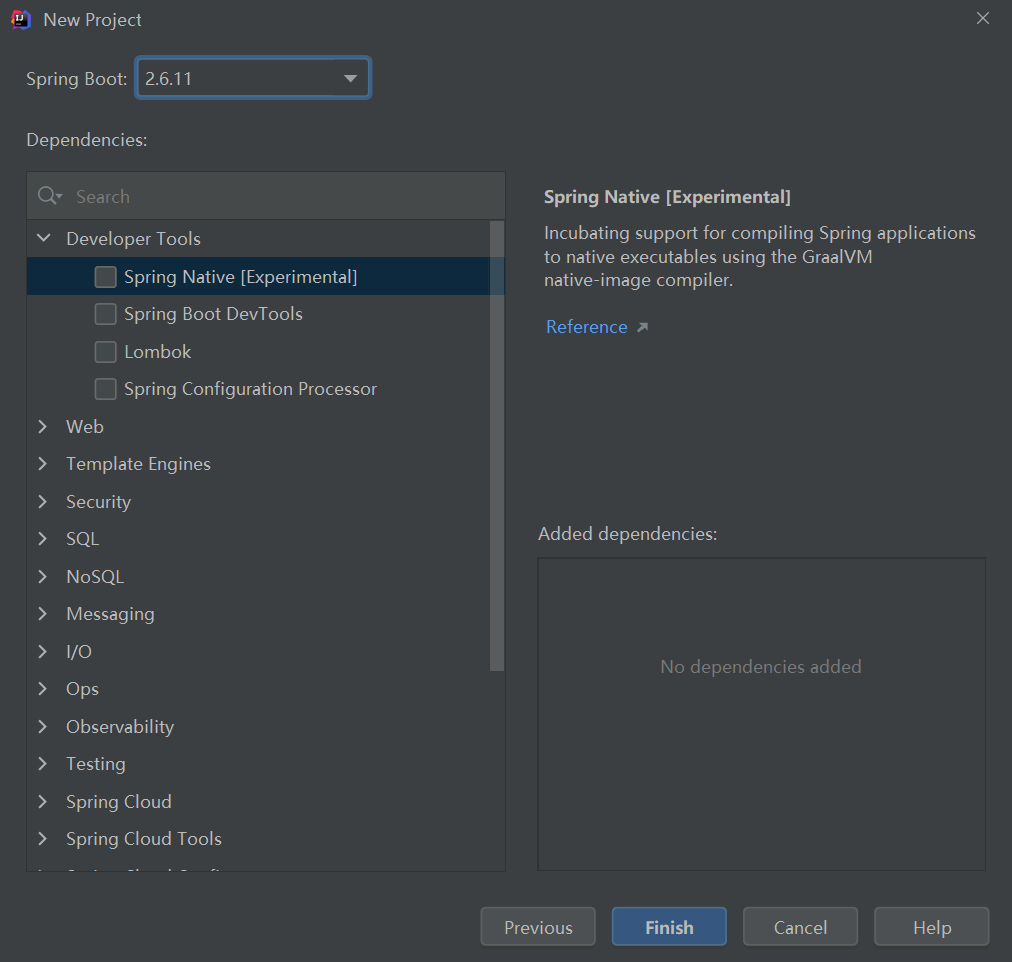 New Project
Spring Boot: 2.6.11
Dependencies:
Search
Developer Tools
Spring Native [Experimental]
Spring Boot DevTools
Lombok
Spring Configuration Processor
Web
Template Engines
Security
SQL
NoSQL
Messaging
I/O
Ops
Observability
Testing
Spring Cloud
Spring Cloud Tools
Spring Native [Experimental]
Incubating support for compiling Spring applications
to native executables using the GraalVM
native-image compiler.
Reference
Added dependencies:
No dependencies added
Previous
Finish
Cancel
Help